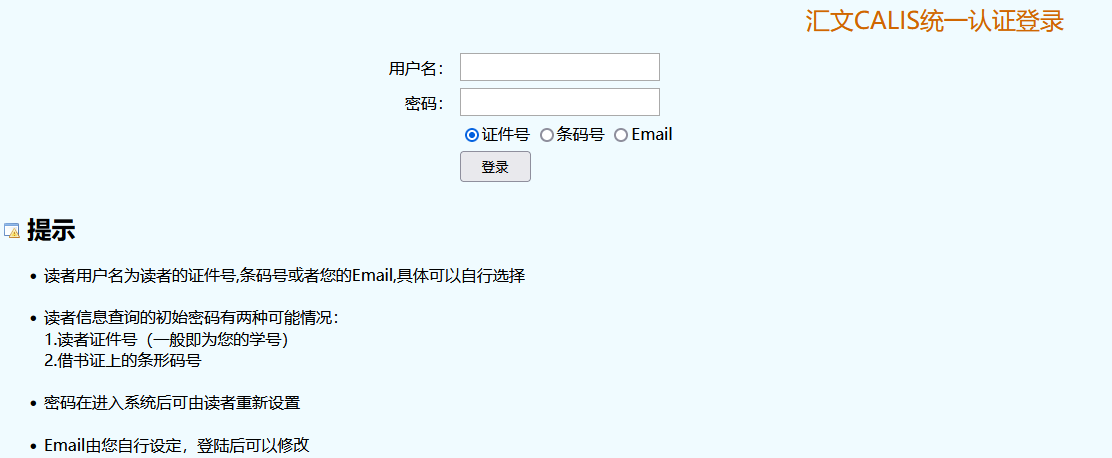 汇文CALIS统一认证登录
用户名：
密码：
证件号 条码号 Email
登录
提示
• 读者用户名为读者的证件号,条码号或者您的Email,具体可以自行选择
• 读者信息查询的初始密码有两种可能情况：
1.读者证件号（一般即为您的学号）
2.借书证上的条形码号
• 密码在进入系统后可由读者重新设置
• Email由您自行设定，登陆后可以修改